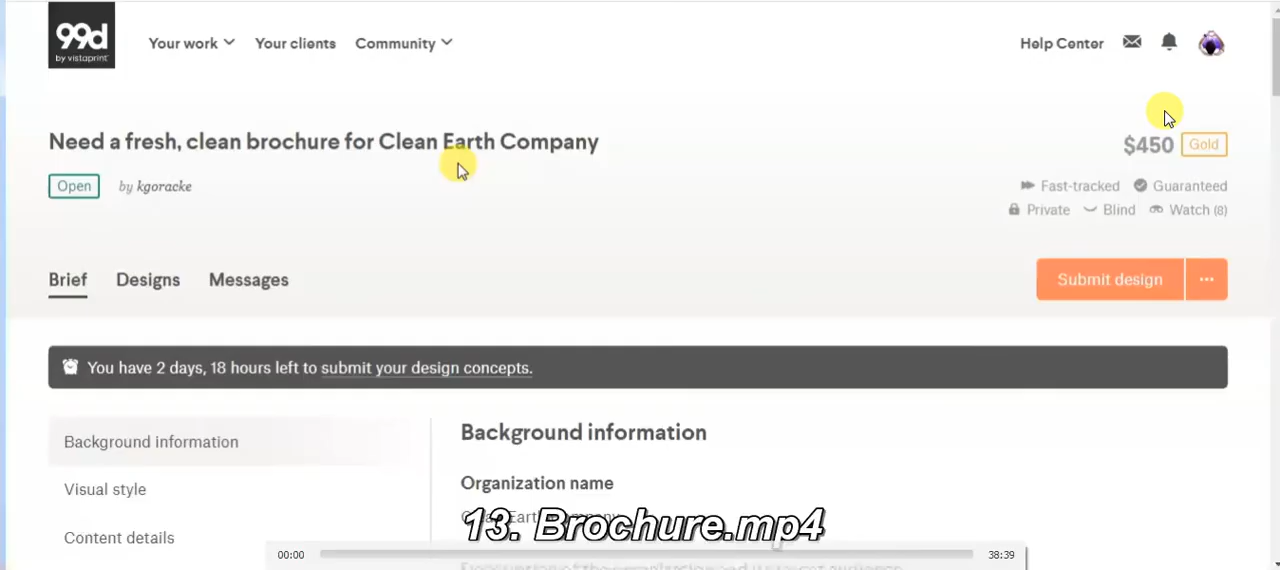 99d
by vistaprint
Your work Your clients Community Help Center
Need a fresh, clean brochure for Clean Earth Company
$450 Gold
Open by kgoracke
Fast-tracked Guaranteed
Private Blind Watch (8)
Brief Designs Messages
Submit design ...
You have 2 days, 18 hours left to submit your design concepts.
Background information
Visual style
Content details
Background information
Organization name
13. Brochure.mp4
00:00 38:39